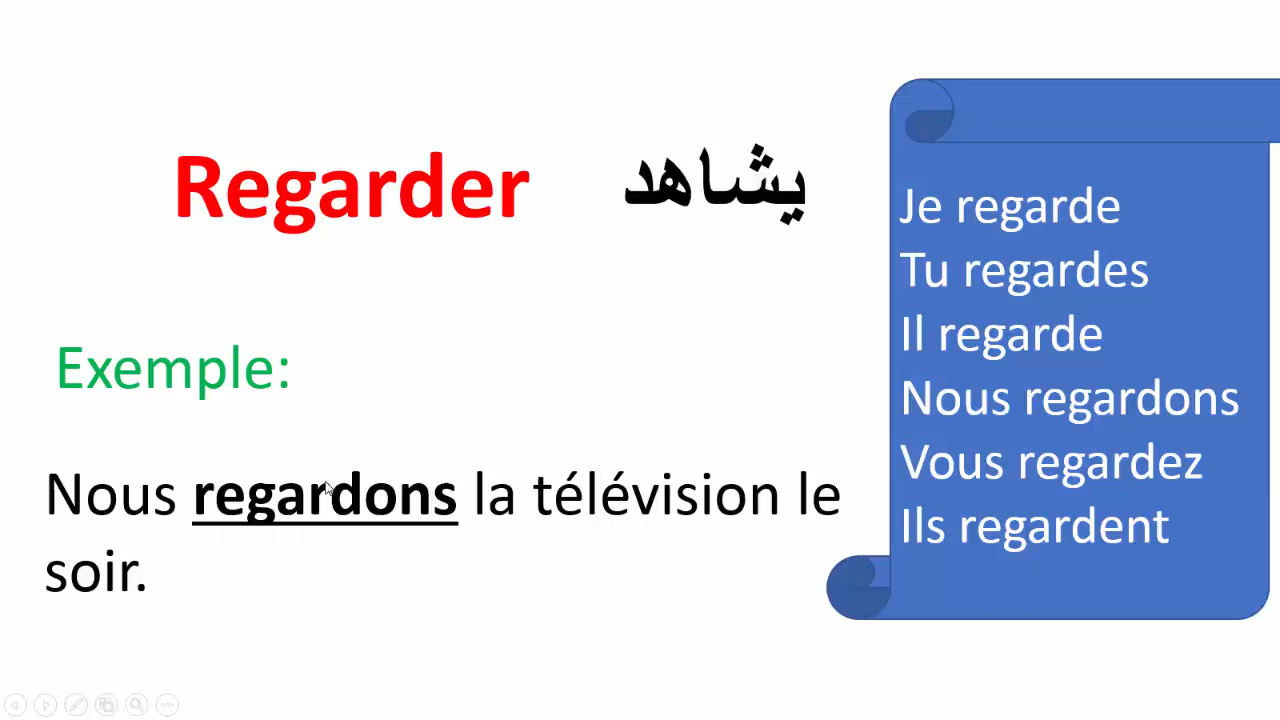 Regarder يشاهد
Exemple:
Nous regardons la télévision le
soir.
Je regarde
Tu regardes
Il regarde
Nous regardons
Vous regardez
Ils regardent